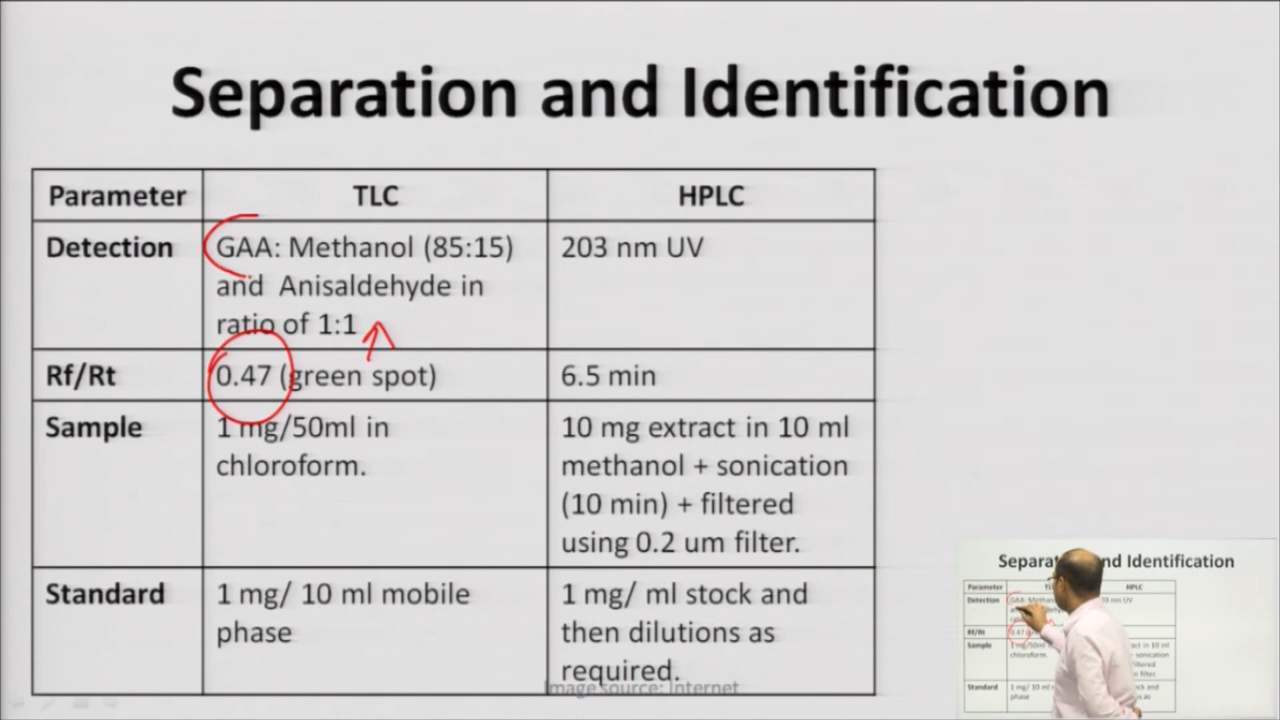 Separation and Identification
Parameter
TLC
HPLC
Detection
GAA: Methanol (85:15)
and Anisaldehyde in
ratio of 1:1
203 nm UV
Rf/Rt
0.47 (green spot)
6.5 min
Sample
1 mg/50ml in
chloroform.
10 mg extract in 10 ml
methanol + sonication
(10 min) + filtered
using 0.2 um filter.
Standard
1 mg/ 10 ml mobile
phase
1 mg/ ml stock and
then dilutions as
required.
Image source: Internet